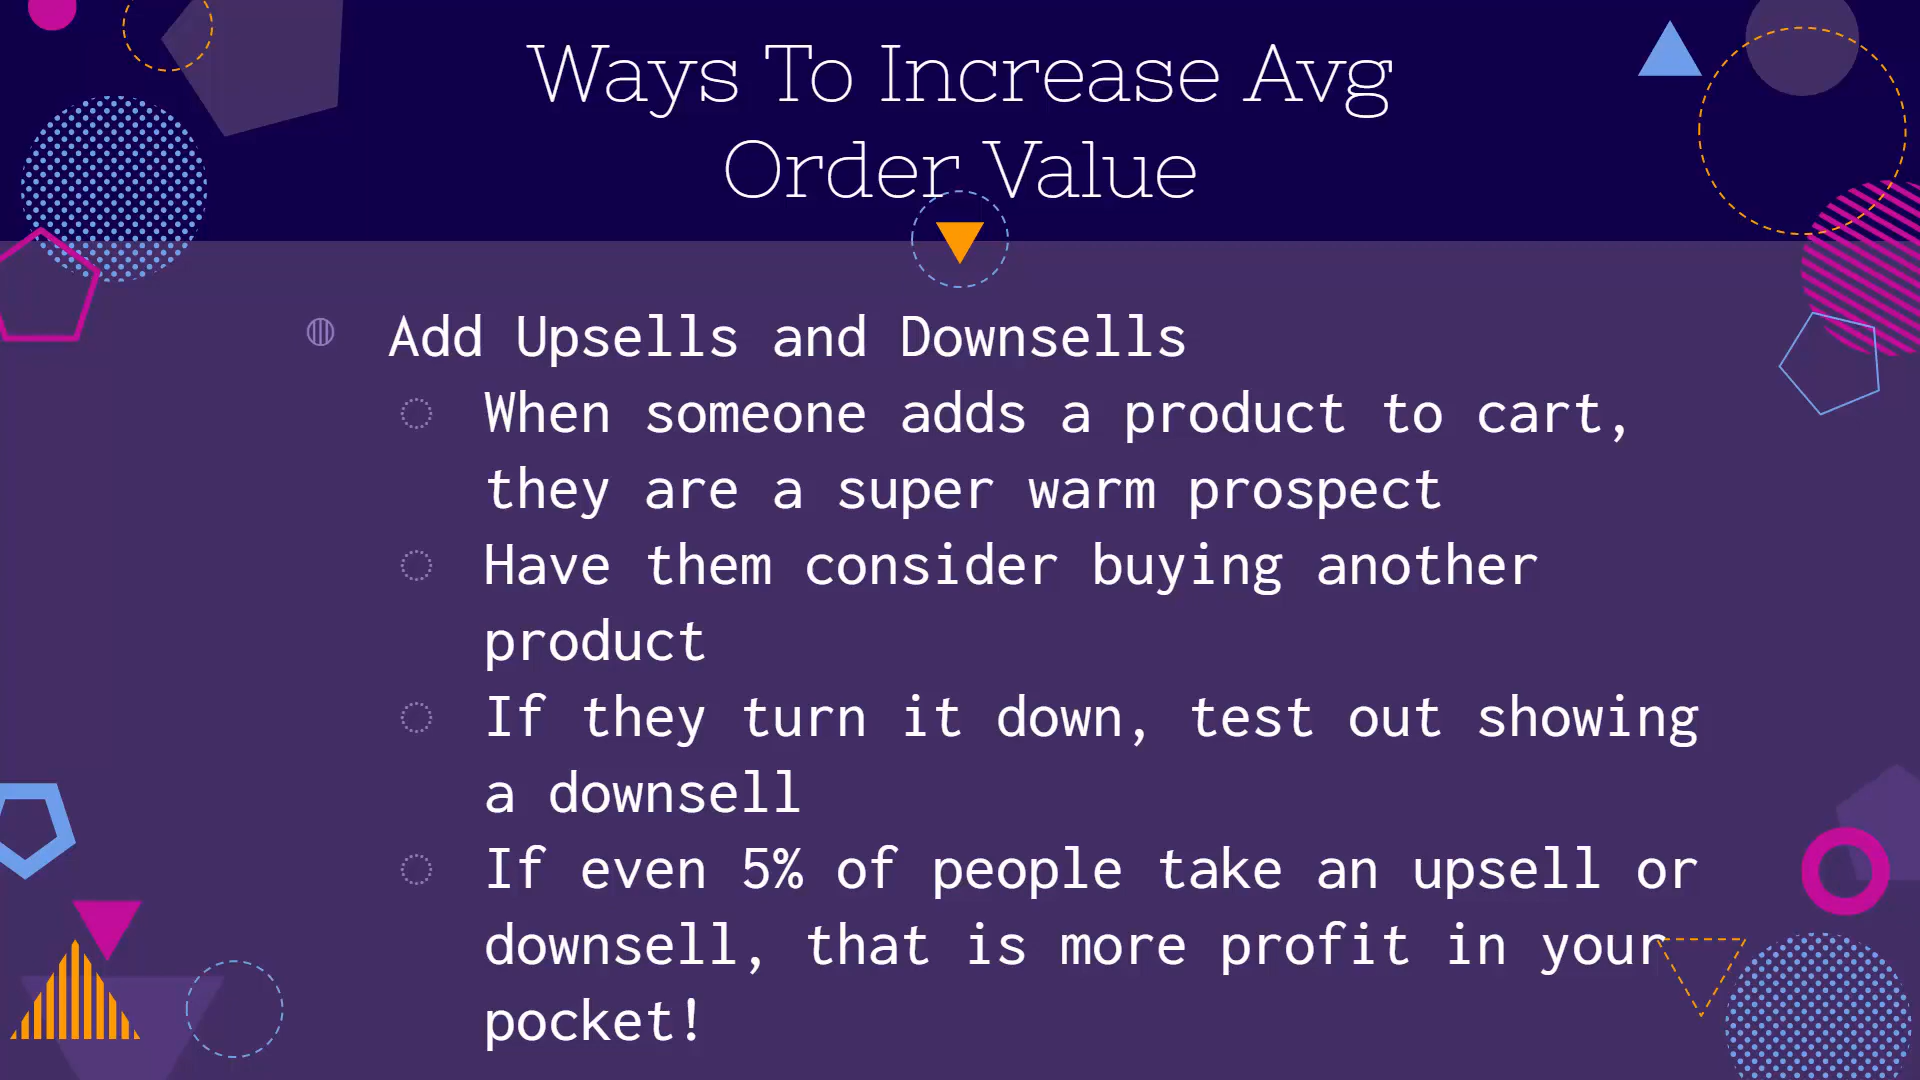 Ways To Increase Avg
Order Value
Add Upsells and Downsells
When someone adds a product to cart,
they are a super warm prospect
Have them consider buying another
product
If they turn it down, test out showing
a downsell
If even 5% of people take an upsell or
downsell, that is more profit in your
pocket!